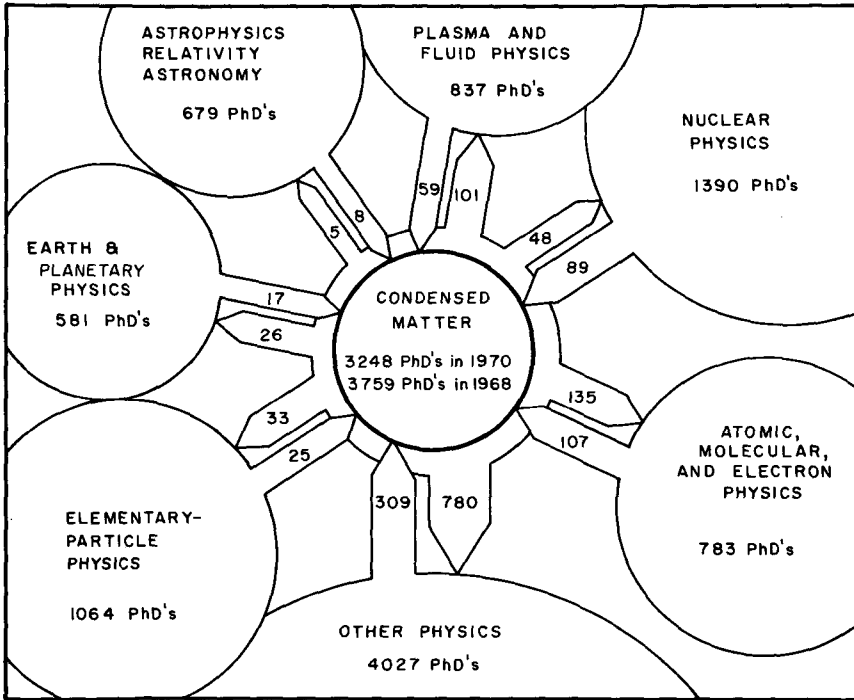 ASTROPHYSICS
RELATIVITY
ASTRONOMY
679 PhD's
PLASMA AND
FLUID PHYSICS
837 PhD's
NUCLEAR
PHYSICS
1390 PhD's
59
101
8
5
48
89
EARTH &
PLANETARY
PHYSICS
581 PhD's
17
26
CONDENSED
MATTER
3248 PhD's in 1970
3759 PhD's in 1968
33
25
135
107
ATOMIC,
MOLECULAR,
AND ELECTRON
PHYSICS
783 PhD's
309
780
ELEMENTARY-
PARTICLE
PHYSICS
1064 PhD's
OTHER PHYSICS
4027 PhD's